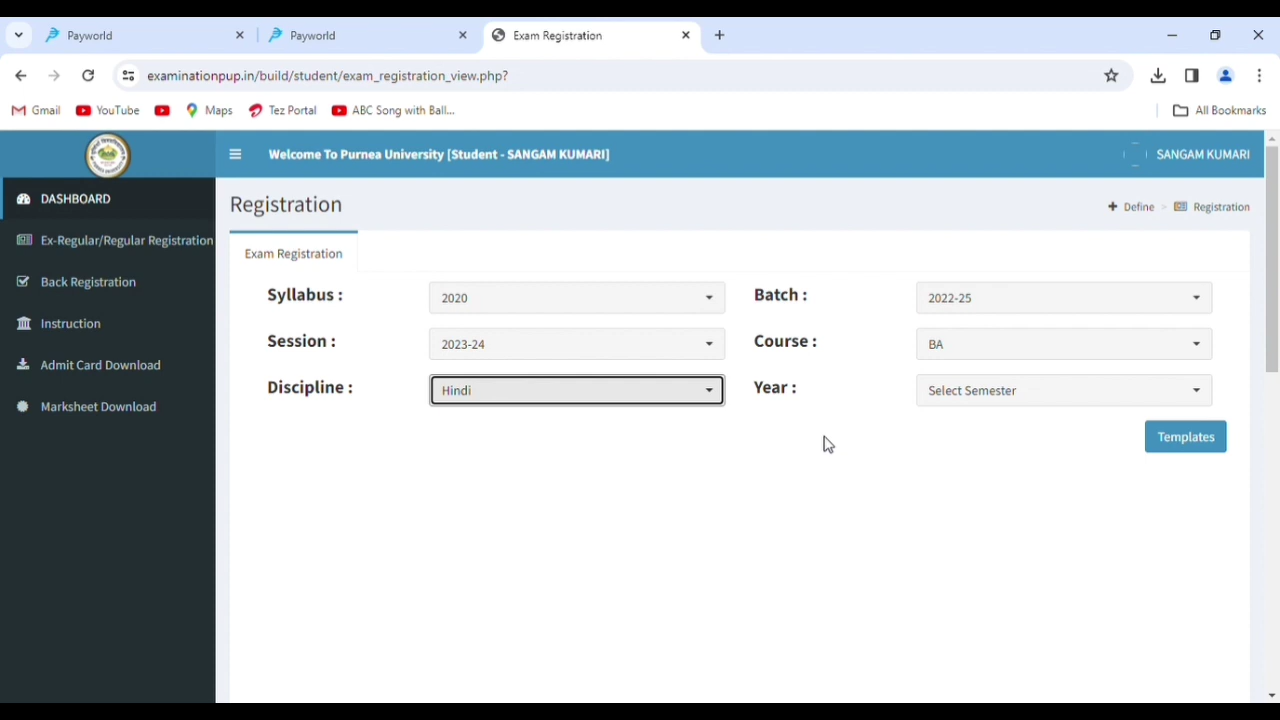 Payworld
Payworld
Exam Registration
examinationpup.in/build/student/exam_registration_view.php?
Gmail
YouTube
Maps
Tez Portal
ABC Song with Ball...
All Bookmarks
Welcome To Purnea University [Student - SANGAM KUMARI]
SANGAM KUMARI
DASHBOARD
Ex-Regular/Regular Registration
Back Registration
Instruction
Admit Card Download
Marksheet Download
Registration
Define > Registration
Exam Registration
Syllabus : 2020 Batch : 2022-25
Session : 2023-24 Course : BA
Discipline : Hindi Year : Select Semester
Templates